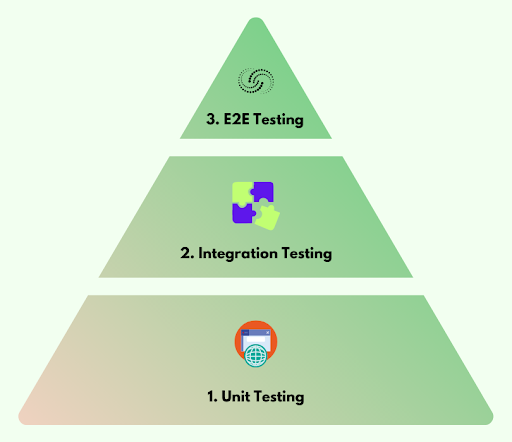 3. E2E Testing
2. Integration Testing
1. Unit Testing